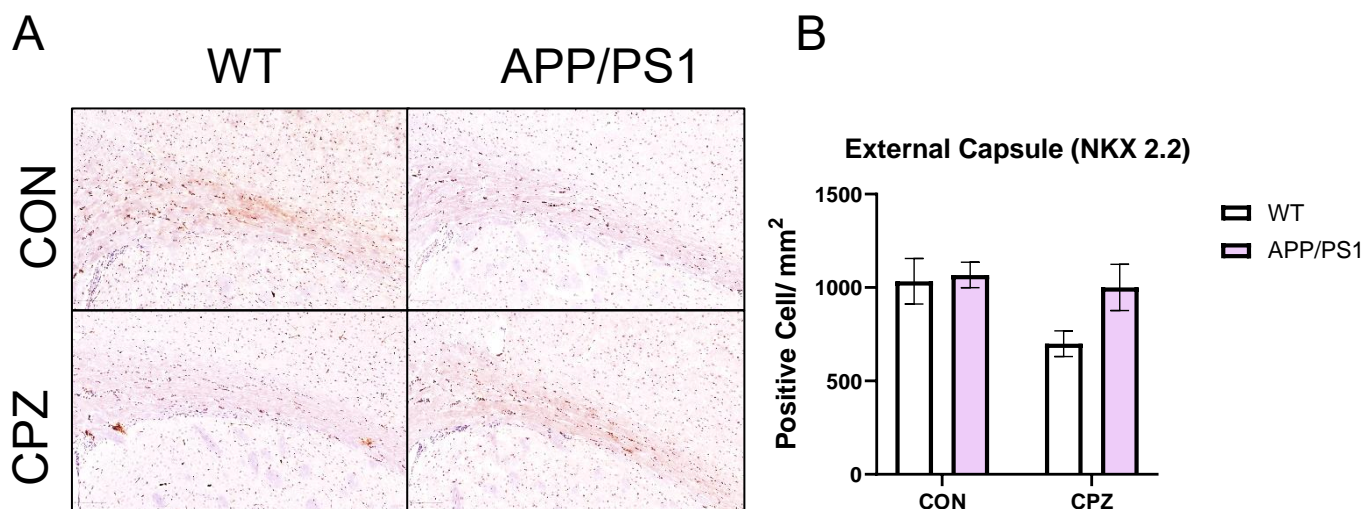 A
B
WT
APP/PS1
CON
CPZ
External Capsule (NKX 2.2)
Positive Cell/ mm²
1500
1000
500
0
CON
CPZ
WT
APP/PS1